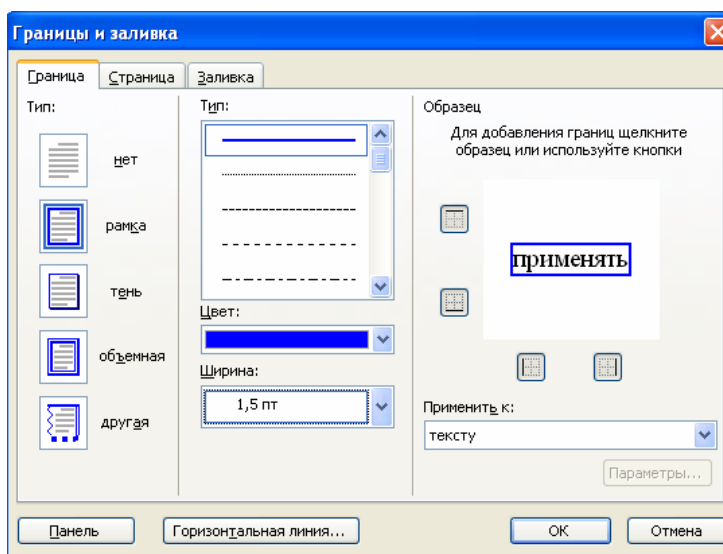 Границы и заливка
Граница
Страница
Заливка
Тип:
нет
рамка
тень
объемная
другая
Тип:
Цвет:
Ширина:
1,5 пт
Образец
Для добавления границ щелкните
образец или используйте кнопки
применять
Применить к:
тексту
Параметры...
Панель
Горизонтальная линия...
ОК
Отмена